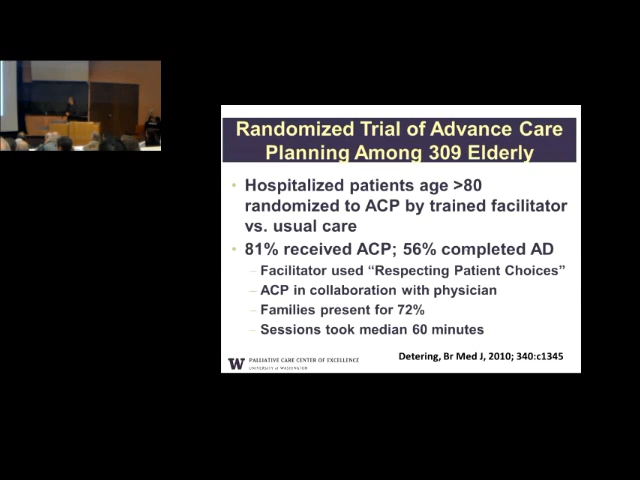 Randomized Trial of Advance Care
Planning Among 309 Elderly
• Hospitalized patients age >80
randomized to ACP by trained facilitator
vs. usual care
• 81% received ACP; 56% completed AD
– Facilitator used “Respecting Patient Choices”
– ACP in collaboration with physician
– Families present for 72%
– Sessions took median 60 minutes
Detering, Br Med J, 2010; 340:c1345
W PALLIATIVE CARE CENTER OF EXCELLENCE
UNIVERSITY of WASHINGTON